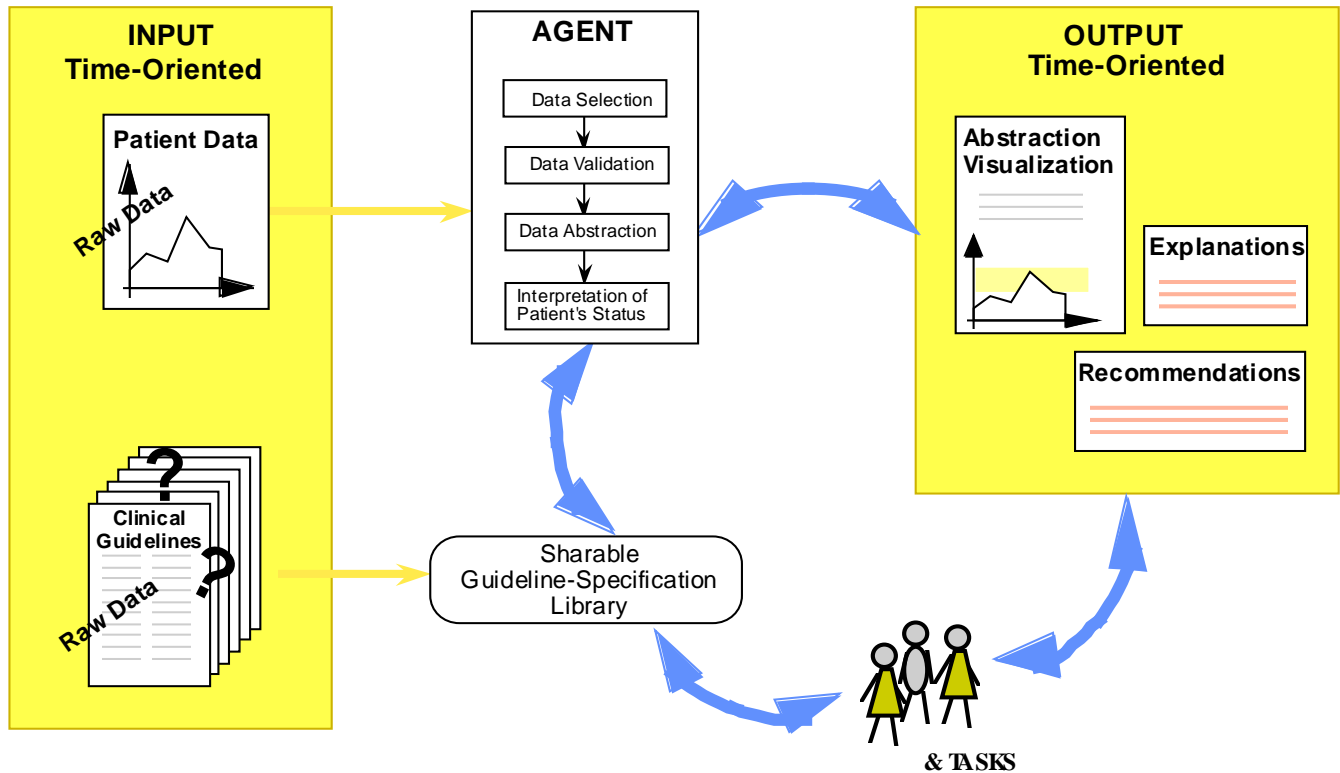 INPUT
Time-Oriented
Patient Data
Raw Data
Clinical
Guidelines
?
?
Raw Data
AGENT
Data Selection
Data Validation
Data Abstraction
Interpretation of
Patient's Status
Sharable
Guideline-Specification
Library
OUTPUT
Time-Oriented
Abstraction
Visualization
Explanations
Recommendations
& TASKS